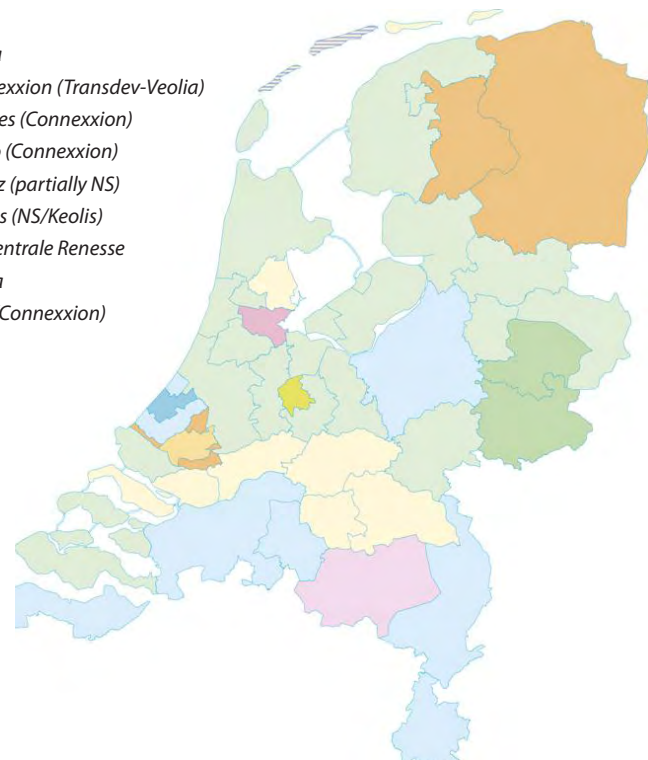 exxion (Transdev-Veolia)
es (Connexxion)
(Connexxion)
z (partially NS)
s (NS/Keolis)
entrale Renesse
a
Connexxion)